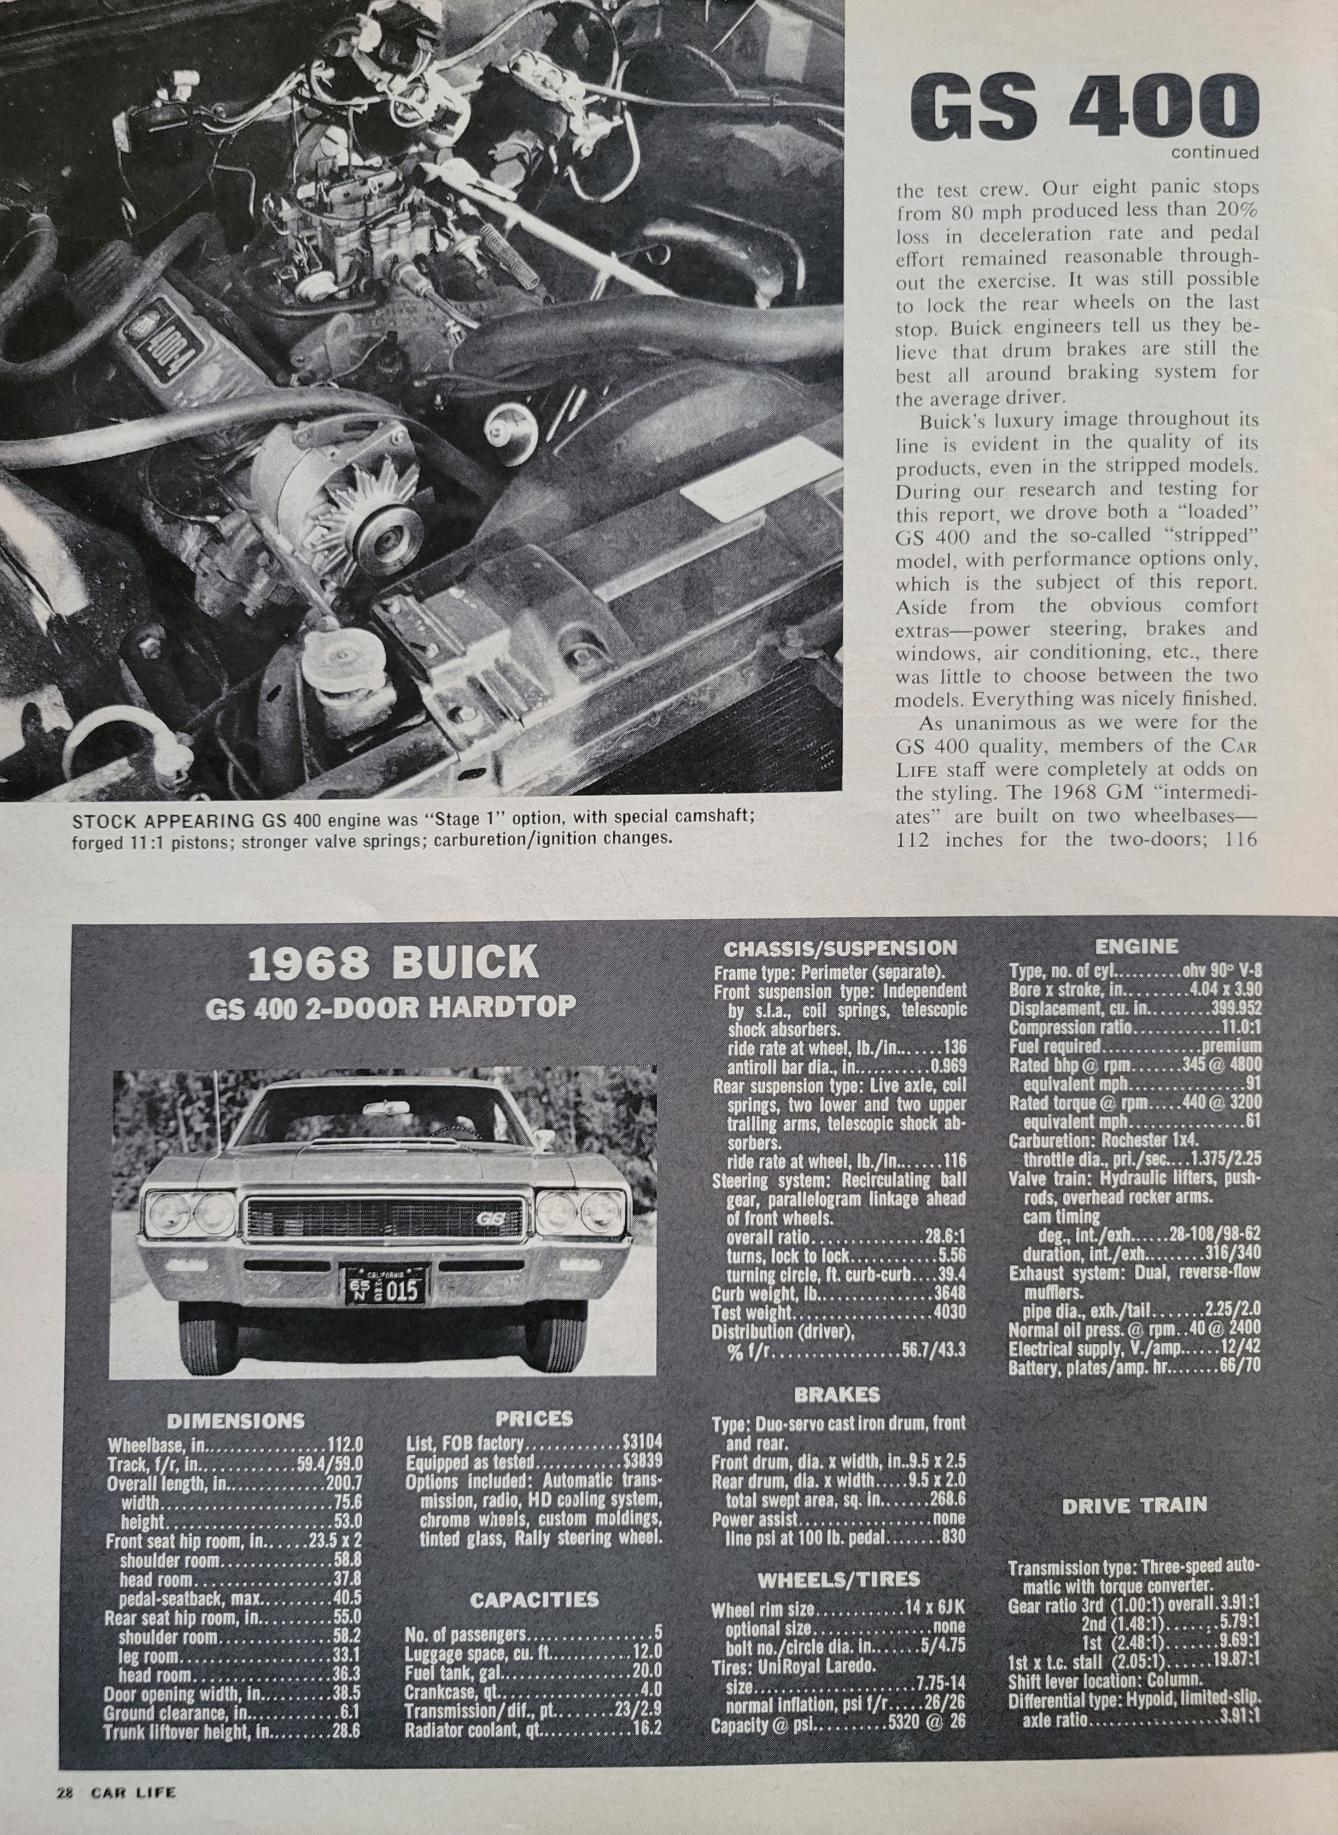 GS 400
continued
the test crew. Our eight panic stops
from 80 mph produced less than 20%
loss in deceleration rate and pedal
effort remained reasonable through-
out the exercise. It was still possible
to lock the rear wheels on the last
stop. Buick engineers tell us they be-
lieve that drum brakes are still the
best all around braking system for
the average driver.
Buick's luxury image throughout its
line is evident in the quality of its
products, even in the stripped models.
During our research and testing for
this report, we drove both a “loaded”
GS 400 and the so-called “stripped”
model, with performance options only,
which is the subject of this report.
Aside from the obvious comfort
extras—power steering, brakes and
windows, air conditioning, etc., there
was little to choose between the two
models. Everything was nicely finished.
As unanimous as we were for the
GS 400 quality, members of the CAR
LIFE staff were completely at odds on
the styling. The 1968 GM “intermedi-
ates” are built on two wheelbases—
112 inches for the two-doors; 116
400-4
STOCK APPEARING GS 400 engine was “Stage 1” option, with special camshaft;
forged 11:1 pistons; stronger valve springs; carburetion/ignition changes.
1968 BUICK
GS 400 2-DOOR HARDTOP
GS
CALIFORNIA
015
DIMENSIONS
Wheelbase, in................112.0
Track, f/r, in.............59.4/59.0
Overall length, in.............200.7
width......................75.6
height.....................53.0
Front seat hip room, in......23.5 x 2
shoulder room...............58.8
head room..................37.8
pedal-seatback, max..........40.5
Rear seat hip room, in..........55.0
shoulder room...............58.2
leg room....................33.1
head room..................36.3
Door opening width, in..........38.5
Ground clearance, in.............6.1
Trunk liftover height, in.........28.6
PRICES
List, FOB factory.............$3104
Equipped as tested............$3839
Options included: Automatic trans-
mission, radio, HD cooling system,
chrome wheels, custom moldings,
tinted glass, Rally steering wheel.
CAPACITIES
No. of passengers................5
Luggage space, cu. ft...........12.0
Fuel tank, gal.................20.0
Crankcase, qt...................4.0
Transmission/dif., pt........23/2.9
Radiator coolant, qt............16.2
CHASSIS/SUSPENSION
Frame type: Perimeter (separate).
Front suspension type: Independent
by s.l.a., coil springs, telescopic
shock absorbers.
ride rate at wheel, lb./in.......136
antiroll bar dia., in...........0.969
Rear suspension type: Live axle, coil
springs, two lower and two upper
trailing arms, telescopic shock ab-
sorbers.
ride rate at wheel, lb./in.......116
Steering system: Recirculating ball
gear, parallelogram linkage ahead
of front wheels.
overall ratio................28.6:1
turns, lock to lock............5.56
turning circle, ft. curb-curb....39.4
Curb weight, lb................3648
Test weight...................4030
Distribution (driver),
% f/r..................56.7/43.3
BRAKES
Type: Duo-servo cast iron drum, front
and rear.
Front drum, dia. x width, in..9.5 x 2.5
Rear drum, dia. x width.....9.5 x 2.0
total swept area, sq. in.......268.6
Power assist...................none
line psi at 100 lb. pedal........830
WHEELS/TIRES
Wheel rim size............14 x 6JK
optional size................none
bolt no./circle dia. in.......5/4.75
Tires: UniRoyal Laredo.
size.....................7.75-14
normal inflation, psi f/r.....26/26
Capacity @ psi..........5320 @ 26
ENGINE
Type, no. of cyl..........ohv 90° V-8
Bore x stroke, in.........4.04 x 3.90
Displacement, cu. in.........399.952
Compression ratio............11.0:1
Fuel required..............premium
Rated bhp @ rpm.......345 @ 4800
equivalent mph................91
Rated torque @ rpm.....440 @ 3200
equivalent mph................61
Carburetion: Rochester 1x4.
throttle dia., pri./sec....1.375/2.25
Valve train: Hydraulic lifters, push-
rods, overhead rocker arms.
cam timing
deg., int./exh......28-108/98-62
duration, int./exh........316/340
Exhaust system: Dual, reverse-flow
mufflers.
pipe dia., exh./tail.......2.25/2.0
Normal oil press. @ rpm..40 @ 2400
Electrical supply, V./amp......12/42
Battery, plates/amp. hr........66/70
DRIVE TRAIN
Transmission type: Three-speed auto-
matic with torque converter.
Gear ratio 3rd (1.00:1) overall.3.91:1
2nd (1.48:1).......5.79:1
1st (2.48:1).......9.69:1
1st x t.c. stall (2.05:1).......19.87:1
Shift lever location: Column.
Differential type: Hypoid, limited-slip.
axle ratio...................3.91:1
28 CAR LIFE